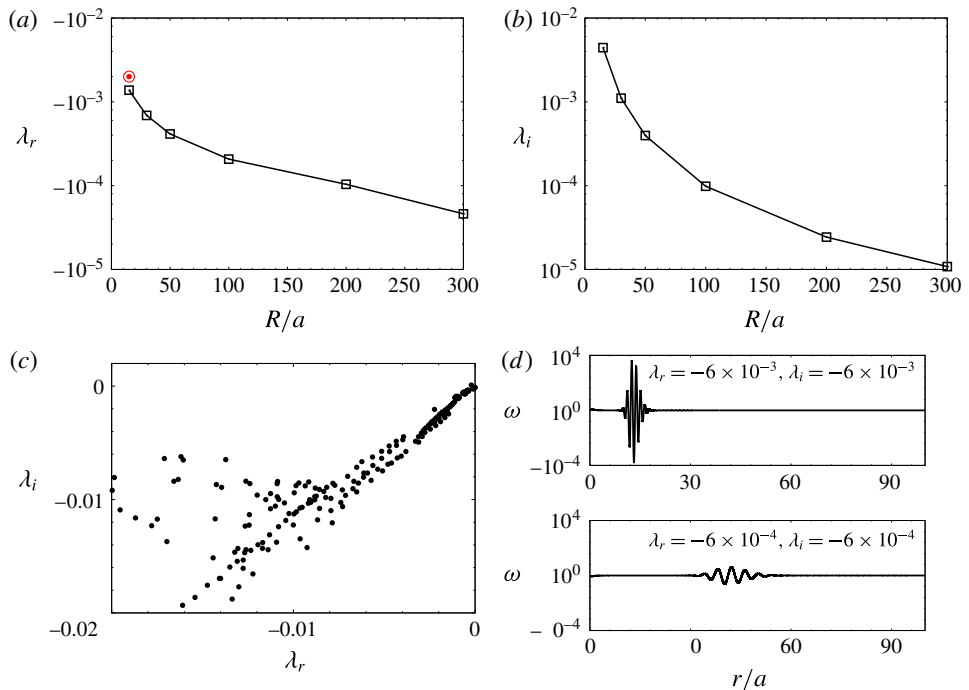 (a)
−10⁻²
−10⁻³
λᵣ
−10⁻⁴
−10⁻⁵
0 50 100 150 200 250 300
R/a
(b)
10⁻²
10⁻³
λᵢ
10⁻⁴
10⁻⁵
0 50 100 150 200 250 300
R/a
(c)
0
λᵢ
−0.01
−0.02
−0.01 0
λᵣ
(d)
10⁴
λᵣ = −6 × 10⁻³, λᵢ = −6 × 10⁻³
ω 10⁰
−10⁻⁴
0 30 60 90
10⁴
λᵣ = −6 × 10⁻⁴, λᵢ = −6 × 10⁻⁴
ω 10⁰
− 10⁻⁴
0 30 60 90
r/a